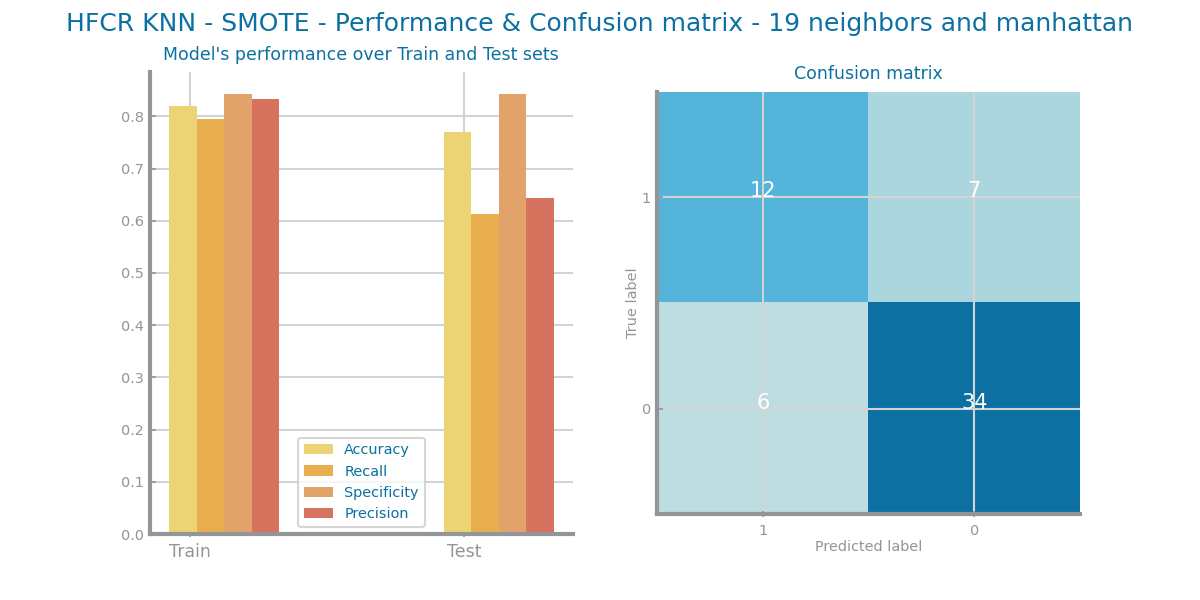 HFCR KNN - SMOTE - Performance & Confusion matrix - 19 neighbors and manhattan
Model's performance over Train and Test sets
0.8
0.7
0.6
0.5
0.4
0.3
0.2
0.1
0.0
Train
Test
Accuracy
Recall
Specificity
Precision
Confusion matrix
True label
1
0
12
7
6
34
1
0
Predicted label